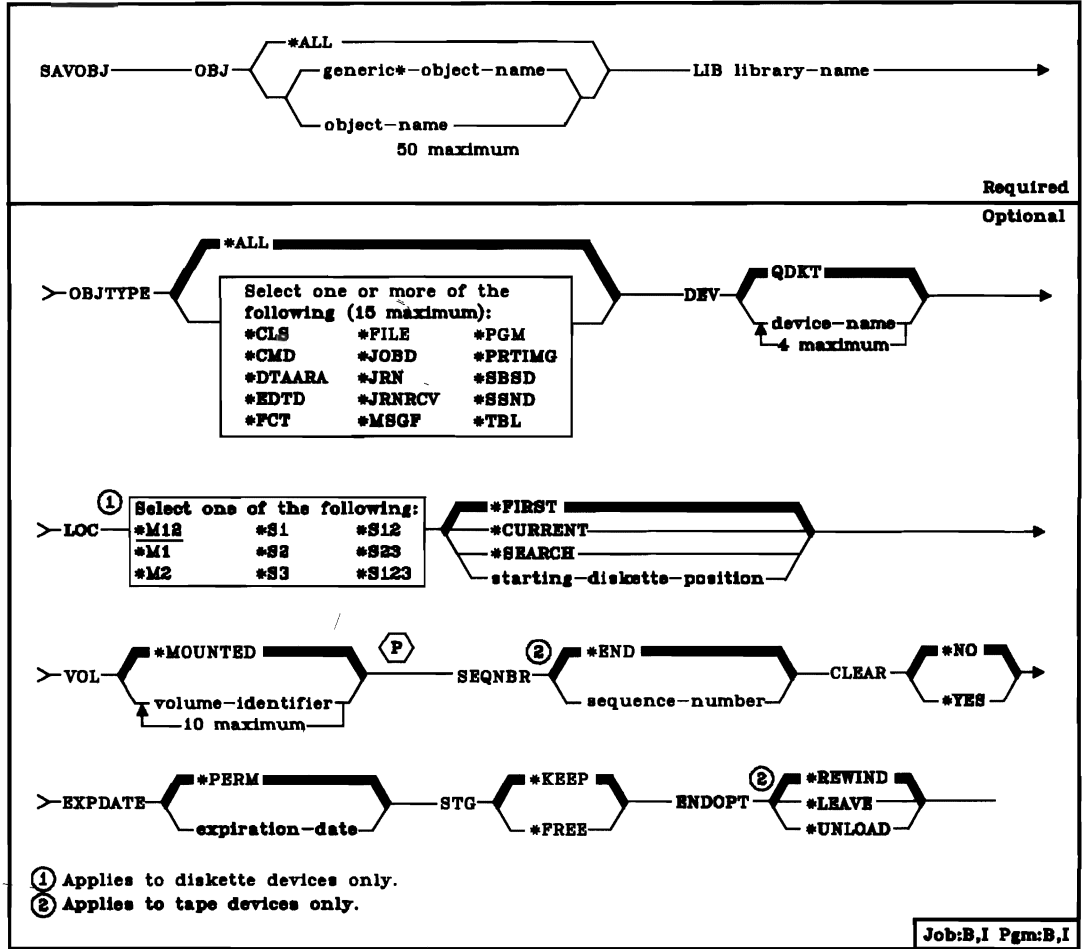 *ALL
SAVOBJ OBJ generic*-object-name LIB library-name
object-name
50 maximum
Required
Optional
*ALL QDKT
>-OBJTYPE Select one or more of the DEV device-name
following (15 maximum): 4 maximum
*CLS *FILE *PGM
*CMD *JOBD *PRTIMG
*DTAARA *JRN *SBSD
*EDTD *JRNRCV *SSND
*FCT *MSGF *TBL
1 Select one of the following: *FIRST
>-LOC *M12 *S1 *S12 *CURRENT
*M1 *S2 *S23 *SEARCH
*M2 *S3 *S123 starting-diskette-position
*MOUNTED P 2 *END *NO
>-VOL volume-identifier SEQNBR sequence-number CLEAR *YES
10 maximum
*PERM *KEEP 2 *REWIND
>-EXPDATE expiration-date STG *FREE ENDOPT *LEAVE
*UNLOAD
1 Applies to diskette devices only.
2 Applies to tape devices only.
Job:B,I Pgm:B,I